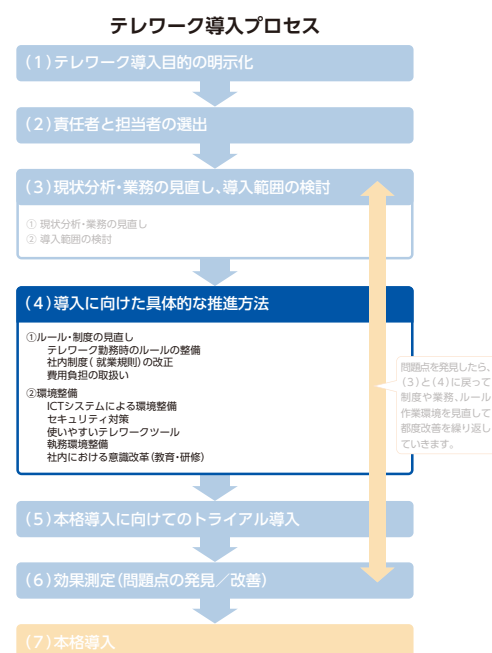 テレワーク導入プロセス
(1)テレワーク導入目的の明示化
(2)責任者と担当者の選出
(3)現状分析・業務の見直し、導入範囲の検討
① 現状分析・業務の見直し
② 導入範囲の検討
(4)導入に向けた具体的な推進方法
①ルール・制度の見直し
テレワーク勤務時のルールの整備
社内制度(就業規則)の改正
費用負担の取扱い
②環境整備
ICTシステムによる環境整備
セキュリティ対策
使いやすいテレワークツール
執務環境整備
社内における意識改革(教育・研修)
問題点を発見したら、
(3)と(4)に戻って
制度や業務、ルール
作業環境を見直して
都度改善を繰り返し
ていきます。
(5)本格導入に向けてのトライアル導入
(6)効果測定(問題点の発見／改善)
(7)本格導入